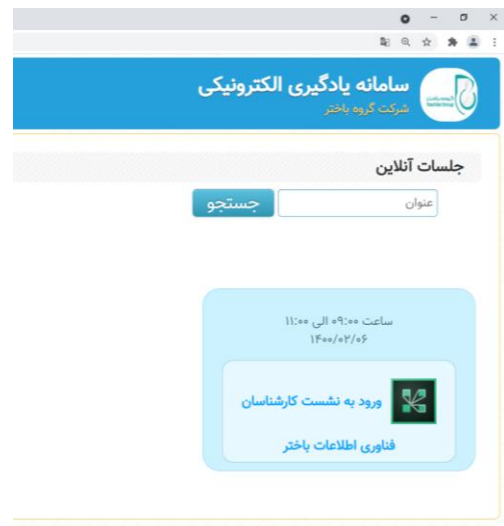 سامانه یادگیری الکترونیکی
شرکت گروه باختر
جلسات آنلاین
عنوان
جستجو
ساعت ۰۹:۰۰ الی ۱۱:۰۰
۱۴۰۰/۰۲/۰۶
ورود به نشست کارشناسان
فناوری اطلاعات باختر